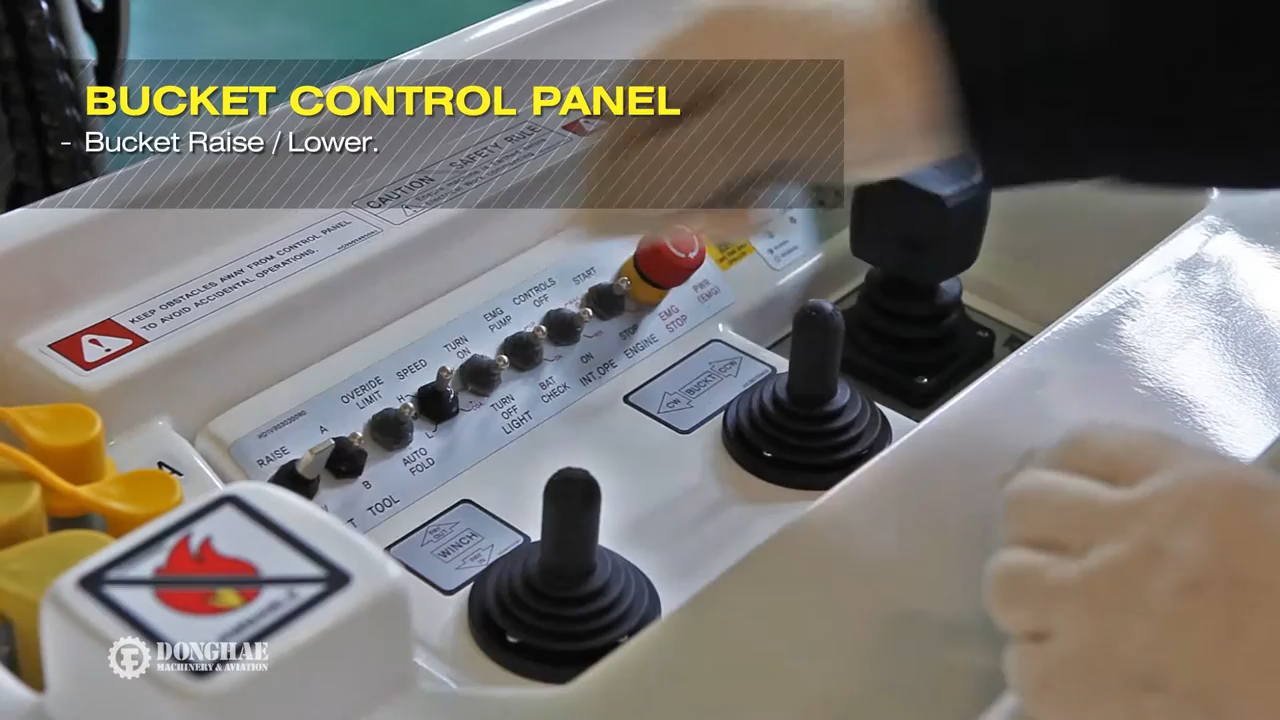 BUCKET CONTROL PANEL
- Bucket Raise / Lower.
CAUTION SAFETY RULE
KEEP OBSTACLES AWAY FROM CONTROL PANEL
TO AVOID ACCIDENTAL OPERATIONS.
START
CONTROLS
OFF
EMG
PUMP
TURN
ON
SPEED
OVERIDE
LIMIT
A
RAISE
PWR
(EMG)
EMG
STOP
STOP
ENGINE
ON
INT.OPE
BAT
CHECK
TURN
OFF
LIGHT
H
L
AUTO
FOLD
B
TOOL
A
CW BUCKT CCW
WINCH
DONGHAE
MACHINERY & AVIATION